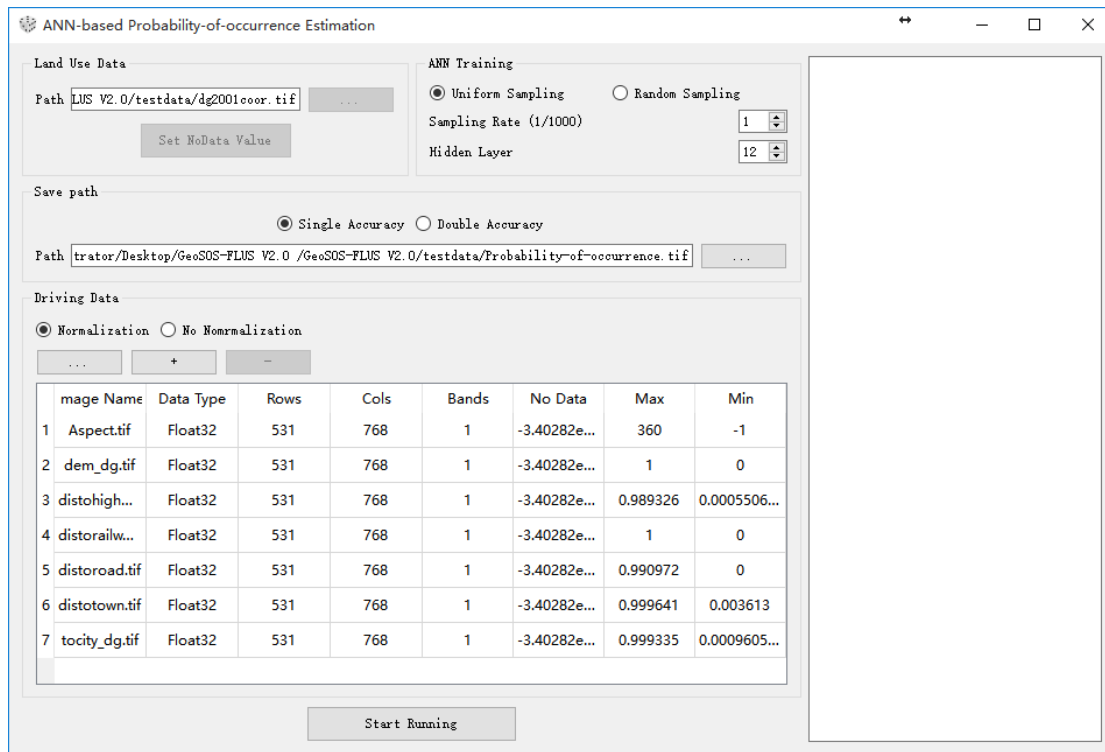 ANN-based Probability-of-occurrence Estimation
Land Use Data
Path LUS V2.0/testdata/dg2001coor.tif ...
Set NoData Value
ANN Training
Uniform Sampling Random Sampling
Sampling Rate (1/1000) 1
Hidden Layer 12
Save path
Single Accuracy Double Accuracy
Path trator/Desktop/GeoSOS-FLUS V2.0 /GeoSOS-FLUS V2.0/testdata/Probability-of-occurrence.tif ...
Driving Data
Normalization No Nomrmalization
... + -
mage Name Data Type Rows Cols Bands No Data Max Min
1 Aspect.tif Float32 531 768 1 -3.40282e... 360 -1
2 dem_dg.tif Float32 531 768 1 -3.40282e... 1 0
3 distohigh... Float32 531 768 1 -3.40282e... 0.989326 0.0005506...
4 distorailw... Float32 531 768 1 -3.40282e... 1 0
5 distoroad.tif Float32 531 768 1 -3.40282e... 0.990972 0
6 distotown.tif Float32 531 768 1 -3.40282e... 0.999641 0.003613
7 tocity_dg.tif Float32 531 768 1 -3.40282e... 0.999335 0.0009605...
Start Running